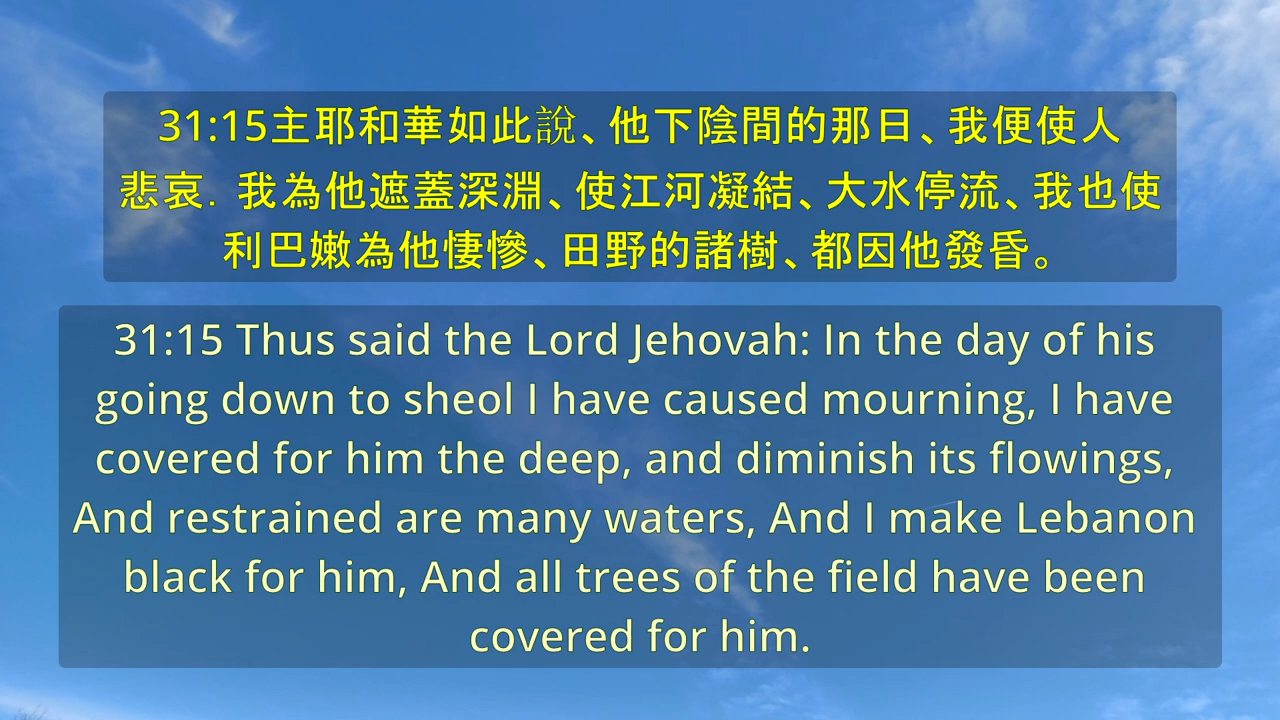 31:15主耶和華如此說、他下陰間的那日、我便使人
悲哀．我為他遮蓋深淵、使江河凝結、大水停流、我也使
利巴嫩為他悽慘、田野的諸樹、都因他發昏。
31:15 Thus said the Lord Jehovah: In the day of his
going down to sheol I have caused mourning, I have
covered for him the deep, and diminish its flowings,
And restrained are many waters, And I make Lebanon
black for him, And all trees of the field have been
covered for him.